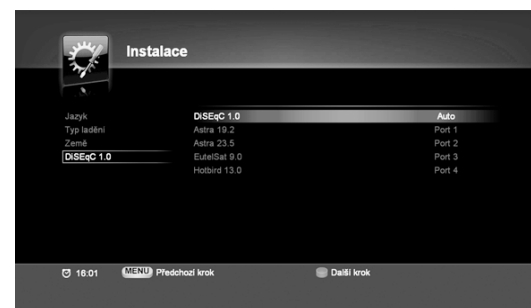 Instalace
Jazyk
Typ ladění
Země
DiSEqC 1.0
DiSEqC 1.0 Auto
Astra 19.2 Port 1
Astra 23.5 Port 2
EutelSat 9.0 Port 3
Hotbird 13.0 Port 4
16:01 MENU Předchozí krok Další krok